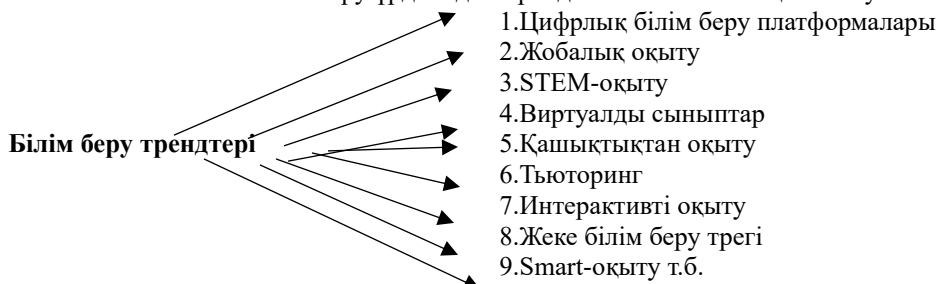 1.Цифрлық білім беру платформалары
2.Жобалық оқыту
3.STEM-оқыту
4.Виртуалды сыныптар
Білім беру трендтері
5.Қашықтықтан оқыту
6.Тьюторинг
7.Интерактивті оқыту
8.Жеке білім беру трегі
9.Smart-оқыту т.б.